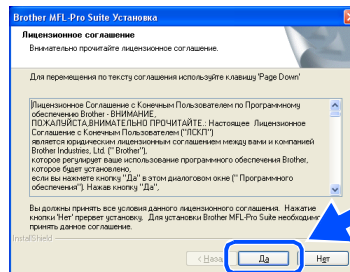 Brother MFL-Pro Suite Установка
Лицензионное соглашение
Внимательно прочитайте лицензионное соглашение.
Для перемещения по тексту соглашения используйте клавишу 'Page Down'
Лицензионное Соглашение с Конечным Пользователем по Программному
обеспечению Brother - ВНИМАНИЕ,
ПОЖАЛУЙСТА,ВНИМАТЕЛЬНО ПРОЧИТАЙТЕ.: Настоящее Лицензионное
Соглашение с Конечным Пользователем ("ЛСКП")
является юридическим лицензионным соглашением между вами и компанией
Brother Industries, Ltd. (" Brother"),
которое регулирует ваше использование программного обеспечения Brother,
которое будет установлено,
если вы нажмете кнопку "Да" в этом диалоговом окне (" Программного
обеспечения"). Нажав кнопку "Да",
Вы должны принять все условия данного лицензионного соглашения. Нажатие
кнопки 'Нет' прервет установку. Для установки Brother MFL-Pro Suite необходимо
принять данное соглашение.
InstallShield
< Назад Да Нет